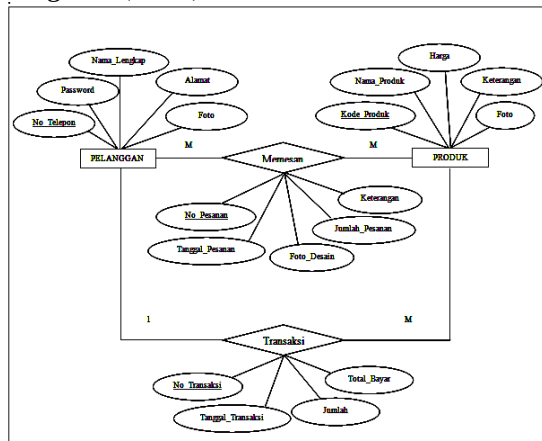 Nama_Lengkap
Password
Alamat
No_Telepon
Foto
PELANGGAN
M
Memesan
M
Harga
Nama_Produk
Keterangan
Kode_Produk
Foto
PRODUK
No_Pesanan
Tanggal_Pesanan
Foto_Desain
Jumlah_Pesanan
Keterangan
1
Transaksi
M
No_Transaksi
Tanggal_Transaksi
Jumlah
Total_Bayar